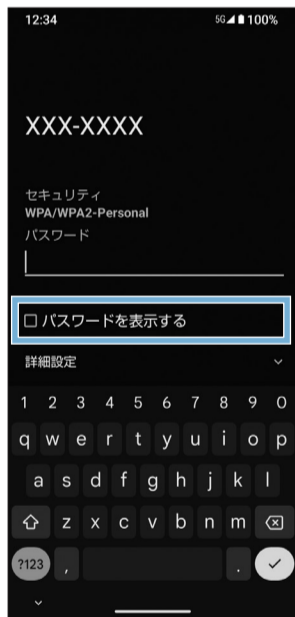 12:34 5G 100%
XXX-XXXX
セキュリティ
WPA/WPA2-Personal
パスワード
□ パスワードを表示する
詳細設定
1 2 3 4 5 6 7 8 9 0
q w e r t y u i o p
a s d f g h j k l
z x c v b n m
?123 , .